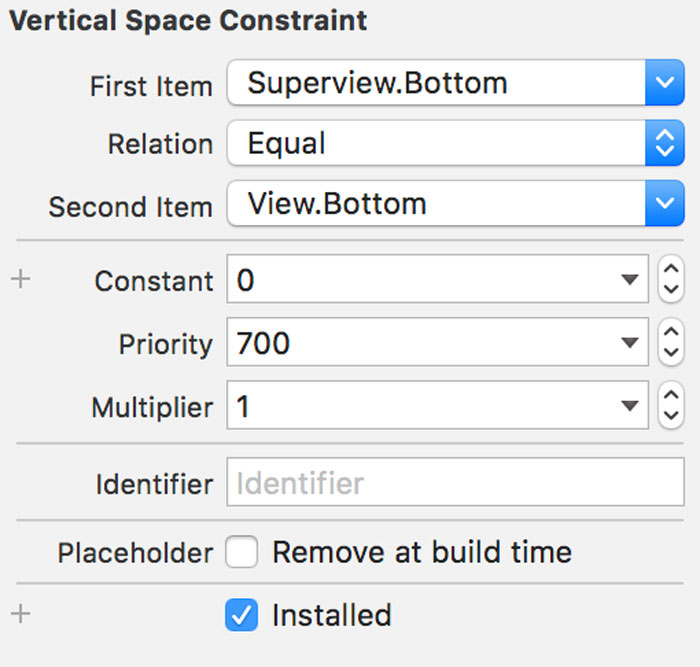 Vertical Space Constraint
First Item Superview.Bottom
Relation Equal
Second Item View.Bottom
Constant 0
Priority 700
Multiplier 1
Identifier Identifier
Placeholder Remove at build time
Installed